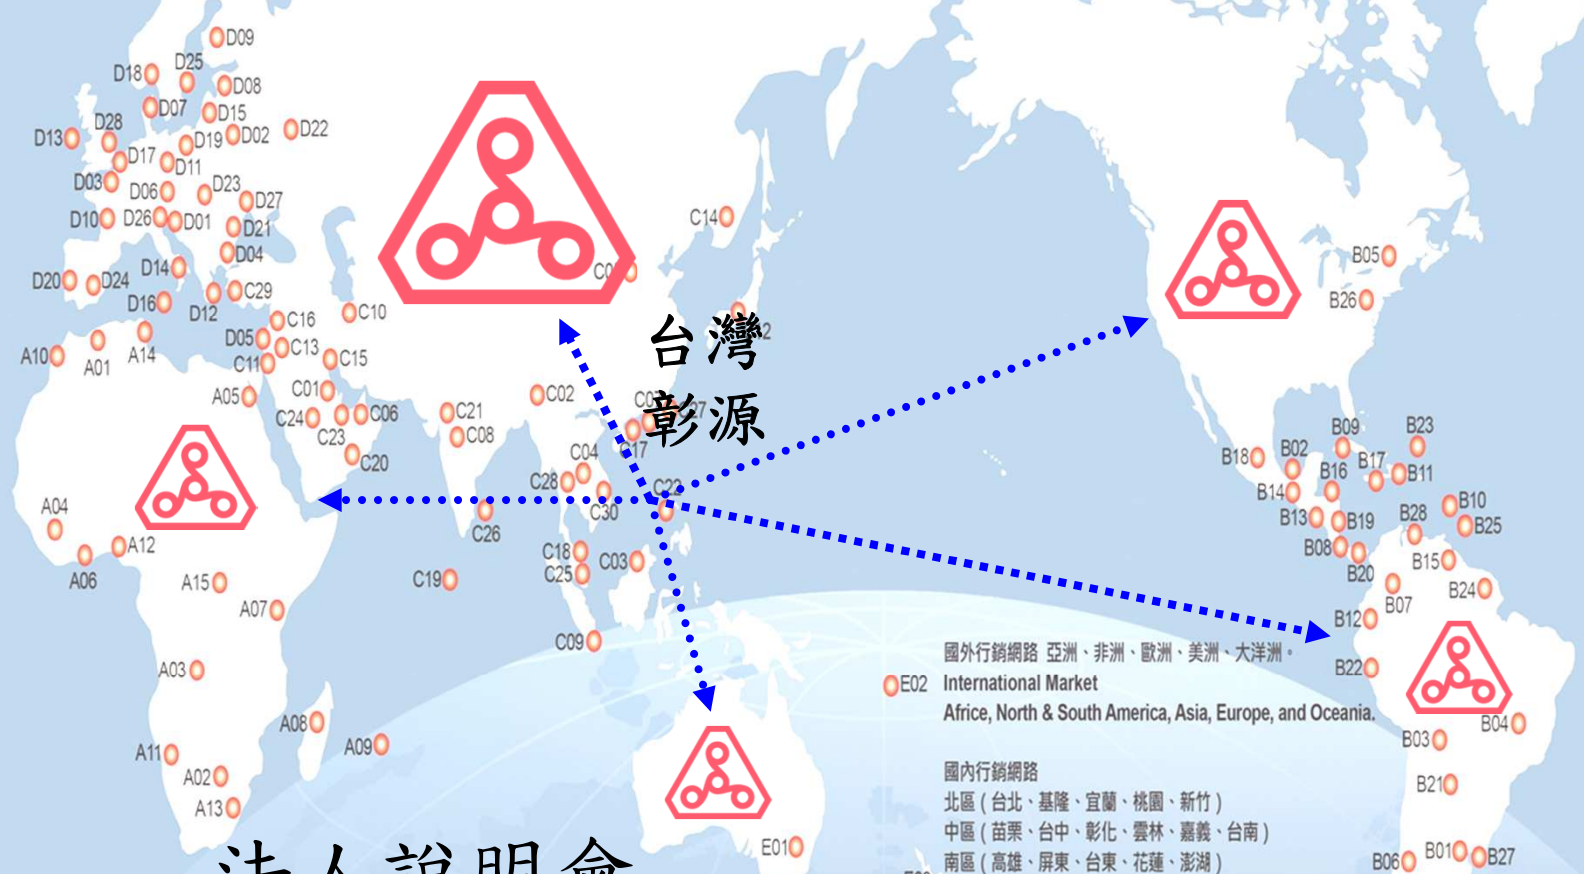 D09
D25
D18
D08
D07
D15
D28
D13
D19
D02
D22
D17
D11
D03
D06
D23
D27
D10
D26
D01
D21
C14
D04
D14
B05
D20
D24
C29
D16
B26
D12
C10
C16
D05
C13
台灣
A10
A01
A14
C11
C15
A05
C01
C02
C24
C06
C21
彰源
C23
C08
C17
B09
B23
C20
C04
B18
B02
B16
B17
B11
C28
C22
B14
A04
C30
B10
C26
B13
B19
B28
B25
A12
B08
A06
C18
C03
B20
B15
A15
C19
C25
B24
A07
B07
B12
C09
國外行銷網路 亞洲、非洲、歐洲、美洲、大洋洲。
A03
B22
E02
International Market
Africe, North & South America, Asia, Europe, and Oceania.
A08
B04
A09
B03
A11
國內行銷網路
A02
B21
北區 ( 台北、基隆、宜蘭、桃園、新竹 )
A13
中區 ( 苗栗、台中、彰化、雲林、嘉義、台南 )
E01
法人說明會
南區 ( 高雄、屏東、台東、花蓮、澎湖 )
B06
B01
B27